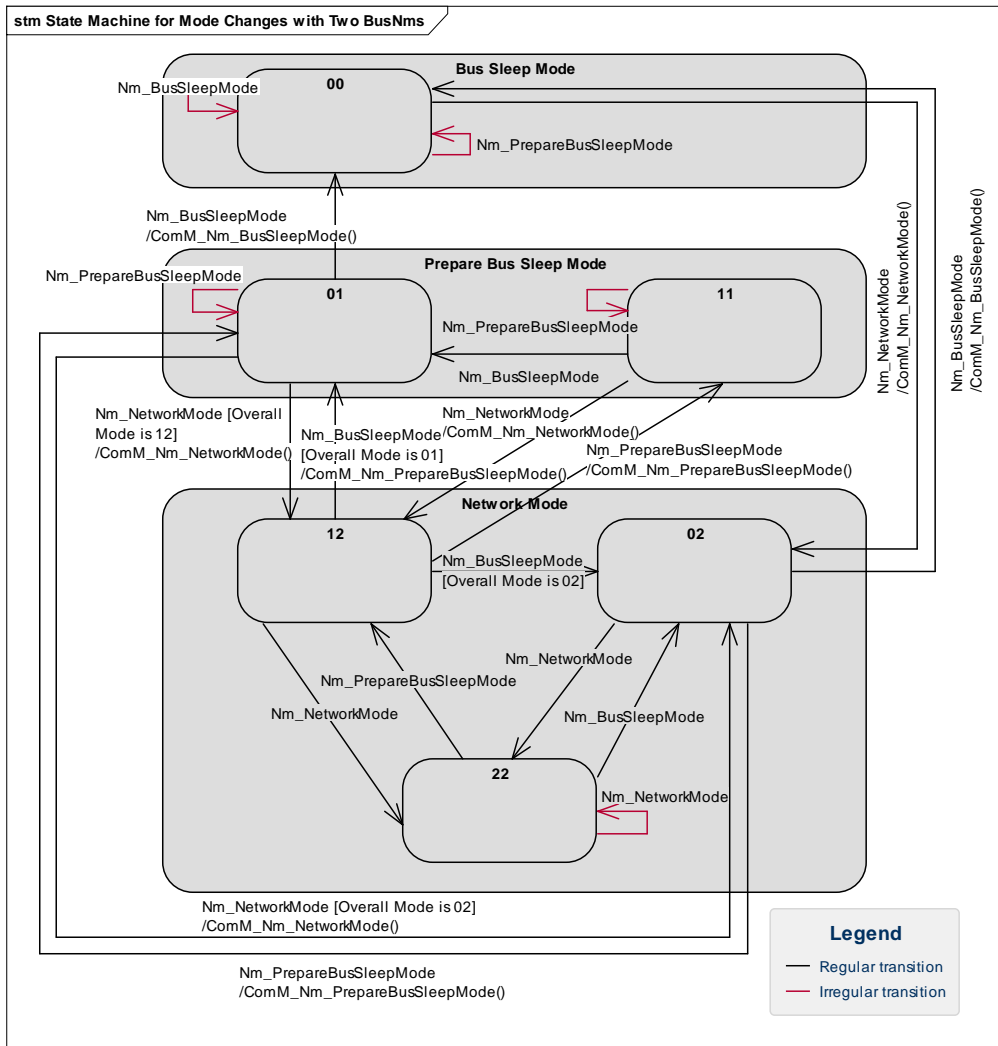 stm State Machine for Mode Changes with Two BusNms
Bus Sleep Mode
00
Nm_BusSleepMode
Nm_PrepareBusSleepMode
Nm_BusSleepMode
/ComM_Nm_BusSleepMode()
Nm_NetworkMode
/ComM_Nm_NetworkMode()
Nm_BusSleepMode
/ComM_Nm_BusSleepMode()
Prepare Bus Sleep Mode
Nm_PrepareBusSleepMode
01
11
Nm_PrepareBusSleepMode
Nm_BusSleepMode
Nm_NetworkMode [Overall
Mode is 12]
/ComM_Nm_NetworkMode()
Nm_BusSleepMode
[Overall Mode is 01]
/ComM_Nm_PrepareBusSleepMode()
Nm_NetworkMode
/ComM_Nm_NetworkMode()
Nm_PrepareBusSleepMode
/ComM_Nm_PrepareBusSleepMode()
Network Mode
12
02
Nm_BusSleepMode
[Overall Mode is 02]
Nm_NetworkMode
Nm_PrepareBusSleepMode
Nm_NetworkMode
Nm_BusSleepMode
22
Nm_NetworkMode
Nm_NetworkMode [Overall Mode is 02]
/ComM_Nm_NetworkMode()
Nm_PrepareBusSleepMode
/ComM_Nm_PrepareBusSleepMode()
Legend
Regular transition
Irregular transition